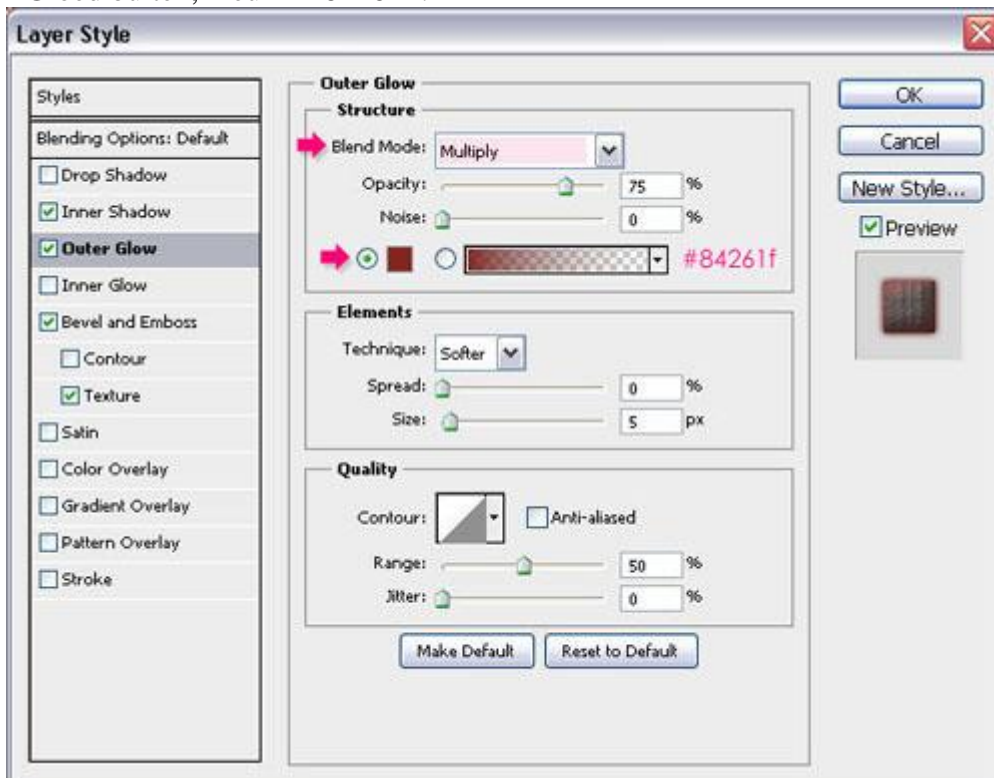 Layer Style
Styles
Blending Options: Default
Drop Shadow
Inner Shadow
Outer Glow
Inner Glow
Bevel and Emboss
Contour
Texture
Satin
Color Overlay
Gradient Overlay
Pattern Overlay
Stroke
Outer Glow
Structure
Blend Mode: Multiply
Opacity: 75 %
Noise: 0 %
#84261f
Elements
Technique: Softer
Spread: 0 %
Size: 5 px
Quality
Contour: Anti-aliased
Range: 50 %
Jitter: 0 %
Make Default Reset to Default
OK
Cancel
New Style...
Preview